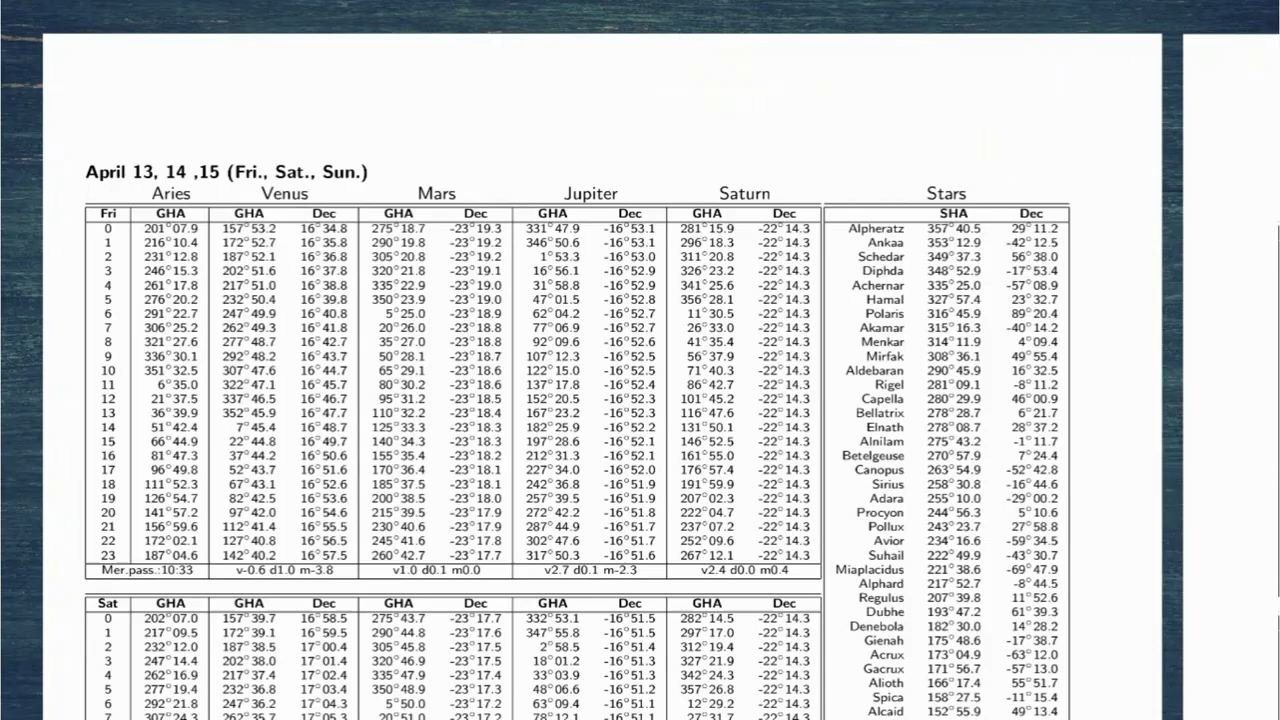 April 13, 14 ,15 (Fri., Sat., Sun.)
Aries Venus Mars Jupiter Saturn Stars
Fri GHA GHA Dec GHA Dec GHA Dec GHA Dec SHA Dec
0 201°07.9 157°53.2 16°34.8 275°18.7 -23°19.3 331°47.9 -16°53.1 281°15.9 -22°14.3 Alpheratz 357°40.5 29°11.2
1 216°10.4 172°52.7 16°35.8 290°19.8 -23°19.2 346°50.6 -16°53.1 296°18.3 -22°14.3 Ankaa 353°12.9 -42°12.5
2 231°12.8 187°52.1 16°36.8 305°20.8 -23°19.2 1°53.3 -16°53.0 311°20.8 -22°14.3 Schedar 349°37.3 56°38.0
3 246°15.3 202°51.6 16°37.8 320°21.8 -23°19.1 16°56.1 -16°52.9 326°23.2 -22°14.3 Diphda 348°52.9 -17°53.4
4 261°17.8 217°51.0 16°38.8 335°22.9 -23°19.0 31°58.8 -16°52.9 341°25.6 -22°14.3 Achernar 335°25.0 -57°08.9
5 276°20.2 232°50.4 16°39.8 350°23.9 -23°19.0 47°01.5 -16°52.8 356°28.1 -22°14.3 Hamal 327°57.4 23°32.7
6 291°22.7 247°49.9 16°40.8 5°25.0 -23°18.9 62°04.2 -16°52.7 11°30.5 -22°14.3 Polaris 316°45.9 89°20.4
7 306°25.2 262°49.3 16°41.8 20°26.0 -23°18.8 77°06.9 -16°52.7 26°33.0 -22°14.3 Akamar 315°16.3 -40°14.2
8 321°27.6 277°48.7 16°42.7 35°27.0 -23°18.8 92°09.6 -16°52.6 41°35.4 -22°14.3 Menkar 314°11.9 4°09.4
9 336°30.1 292°48.2 16°43.7 50°28.1 -23°18.7 107°12.3 -16°52.5 56°37.9 -22°14.3 Mirfak 308°36.1 49°55.4
10 351°32.5 307°47.6 16°44.7 65°29.1 -23°18.6 122°15.0 -16°52.5 71°40.3 -22°14.3 Aldebaran 290°45.9 16°32.5
11 6°35.0 322°47.1 16°45.7 80°30.2 -23°18.6 137°17.8 -16°52.4 86°42.7 -22°14.3 Rigel 281°09.1 -8°11.2
12 21°37.5 337°46.5 16°46.7 95°31.2 -23°18.5 152°20.5 -16°52.3 101°45.2 -22°14.3 Capella 280°29.9 46°00.9
13 36°39.9 352°45.9 16°47.7 110°32.2 -23°18.4 167°23.2 -16°52.3 116°47.6 -22°14.3 Bellatrix 278°28.7 6°21.7
14 51°42.4 7°45.4 16°48.7 125°33.3 -23°18.3 182°25.9 -16°52.2 131°50.1 -22°14.3 Elnath 278°08.7 28°37.2
15 66°44.9 22°44.8 16°49.7 140°34.3 -23°18.3 197°28.6 -16°52.1 146°52.5 -22°14.3 Alnilam 275°43.2 -1°11.7
16 81°47.3 37°44.2 16°50.6 155°35.4 -23°18.2 212°31.3 -16°52.1 161°55.0 -22°14.3 Betelgeuse 270°57.9 7°24.4
17 96°49.8 52°43.7 16°51.6 170°36.4 -23°18.1 227°34.0 -16°52.0 176°57.4 -22°14.3 Canopus 263°54.9 -52°42.8
18 111°52.3 67°43.1 16°52.6 185°37.5 -23°18.1 242°36.8 -16°51.9 191°59.9 -22°14.3 Sirius 258°30.8 -16°44.6
19 126°54.7 82°42.5 16°53.6 200°38.5 -23°18.0 257°39.5 -16°51.9 207°02.3 -22°14.3 Adara 255°10.0 -29°00.2
20 141°57.2 97°42.0 16°54.6 215°39.5 -23°17.9 272°42.2 -16°51.8 222°04.7 -22°14.3 Procyon 244°56.3 5°10.6
21 156°59.6 112°41.4 16°55.5 230°40.6 -23°17.9 287°44.9 -16°51.7 237°07.2 -22°14.3 Pollux 243°23.7 27°58.8
22 172°02.1 127°40.8 16°56.5 245°41.6 -23°17.8 302°47.6 -16°51.7 252°09.6 -22°14.3 Avior 234°16.6 -59°34.5
23 187°04.6 142°40.2 16°57.5 260°42.7 -23°17.7 317°50.3 -16°51.6 267°12.1 -22°14.3 Suhail 222°49.9 -43°30.7
Mer.pass.:10:33 v-0.6 d1.0 m-3.8 v1.0 d0.1 m0.0 v2.7 d0.1 m-2.3 v2.4 d0.0 m0.4 Miaplacidus 221°38.6 -69°47.9
Alphard 217°52.7 -8°44.5
Regulus 207°39.8 11°52.6
Sat GHA GHA Dec GHA Dec GHA Dec GHA Dec Dubhe 193°47.2 61°39.3
0 202°07.0 157°39.7 16°58.5 275°43.7 -23°17.7 332°53.1 -16°51.5 282°14.5 -22°14.3 Denebola 182°30.0 14°28.2
1 217°09.5 172°39.1 16°59.5 290°44.8 -23°17.6 347°55.8 -16°51.5 297°17.0 -22°14.3 Gienah 175°48.6 -17°38.7
2 232°12.0 187°38.5 17°00.4 305°45.8 -23°17.5 2°58.5 -16°51.4 312°19.4 -22°14.3 Acrux 173°04.9 -63°12.0
3 247°14.4 202°38.0 17°01.4 320°46.9 -23°17.5 18°01.2 -16°51.3 327°21.9 -22°14.3 Gacrux 171°56.7 -57°13.0
4 262°16.9 217°37.4 17°02.4 335°47.9 -23°17.4 33°03.9 -16°51.3 342°24.3 -22°14.3 Alioth 166°17.4 55°51.7
5 277°19.4 232°36.8 17°03.4 350°48.9 -23°17.3 48°06.6 -16°51.2 357°26.8 -22°14.3 Spica 158°27.5 -11°15.4
6 292°21.8 247°36.2 17°04.3 5°50.0 -23°17.2 63°09.4 -16°51.1 12°29.2 -22°14.3 Alcaid 152°55.9 49°13.4
7 307°24.3 262°35.7 17°05.3 20°51.0 -23°17.2 78°12.1 -16°51.1 27°31.7 -22°14.3